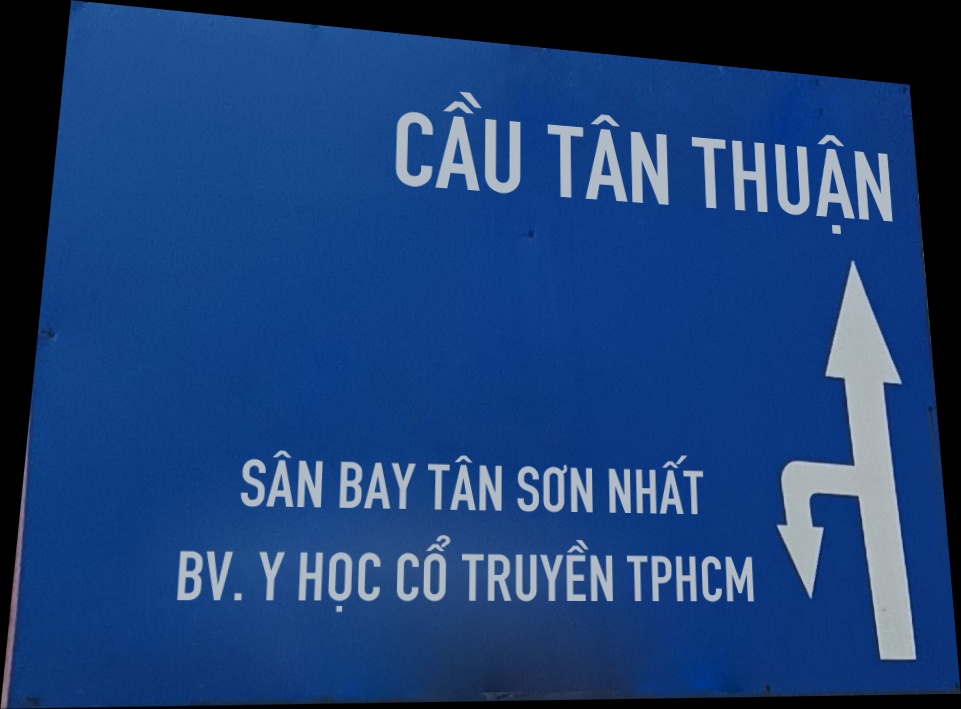 CẦU TÂN THUẬN
SÂN BAY TÂN SƠN NHẤT
BV. Y HỌC CỔ TRUYỀN TPHCM